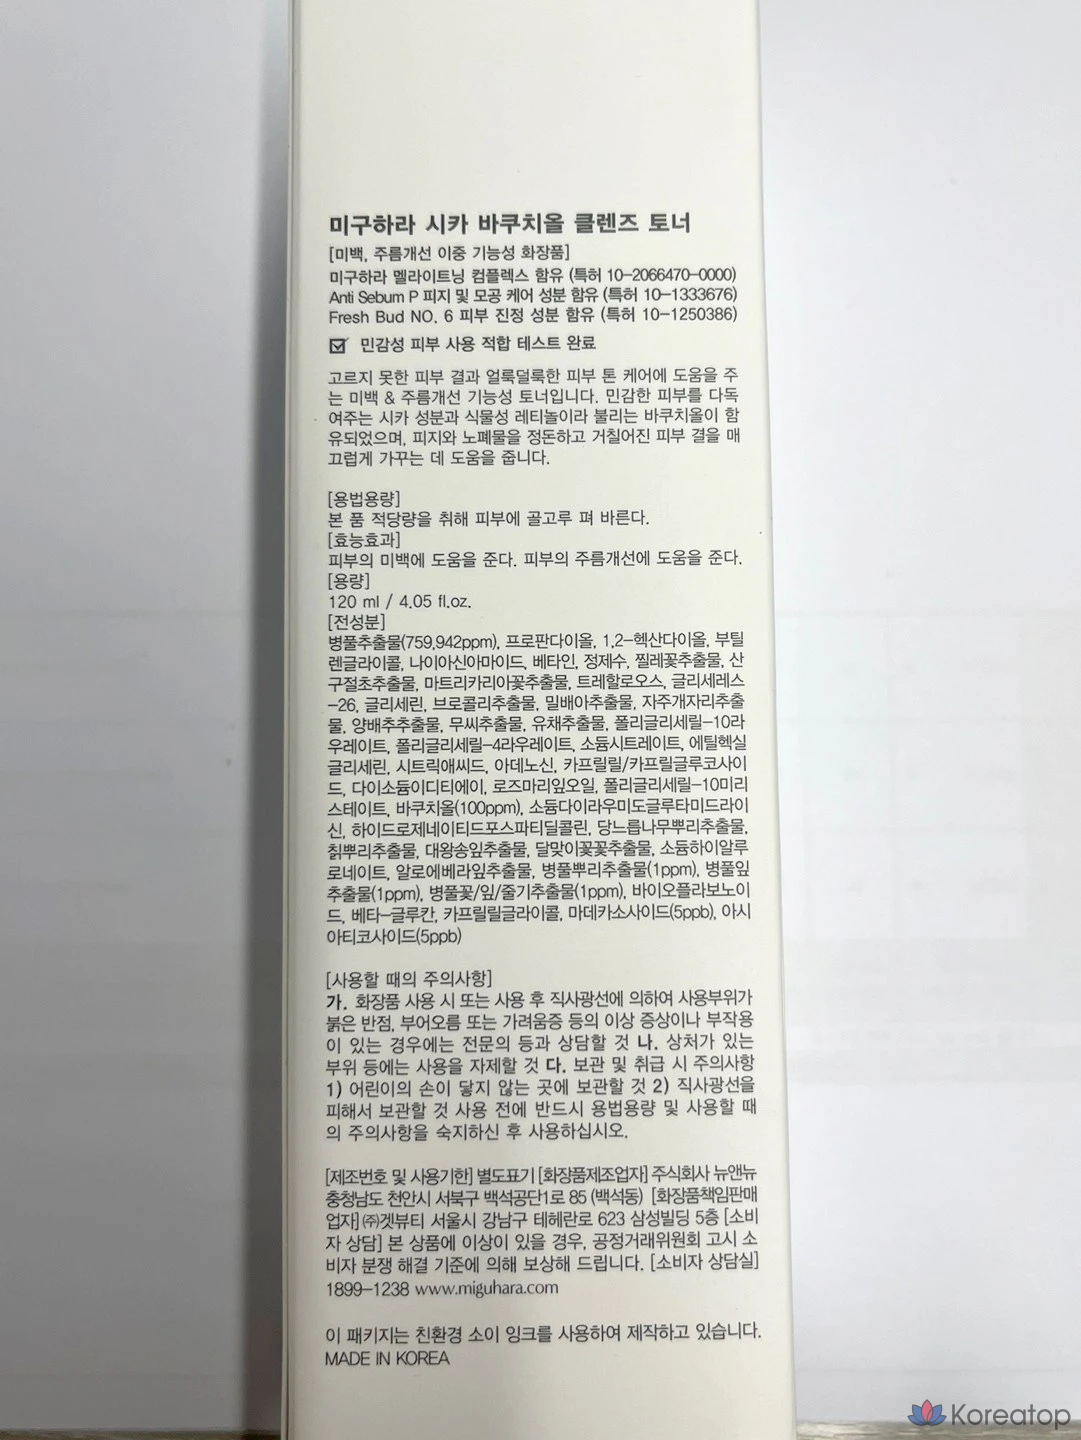 미구하라 시카 바쿠치올 클렌즈 토너
[미백, 주름개선 이중 기능성 화장품]
미구하라 멜라이트닝 컴플렉스 함유 (특허 10-2066470-0000)
Anti Sebum P 피지 및 모공 케어 성분 함유 (특허 10-1333676)
Fresh Bud NO. 6 피부 진정 성분 함유 (특허 10-1250386)
민감성 피부 사용 적합 테스트 완료
고르지 못한 피부 결과 얼룩덜룩한 피부 톤 케어에 도움을 주
는 미백 & 주름개선 기능성 토너입니다. 민감한 피부를 다독
여주는 시카 성분과 식물성 레티놀이라 불리는 바쿠치올이 함
유되었으며, 피지와 노폐물을 정돈하고 거칠어진 피부 결을 매
끄럽게 가꾸는 데 도움을 줍니다.
[용법용량]
본 품 적당량을 취해 피부에 골고루 펴 바른다.
[효능효과]
피부의 미백에 도움을 준다. 피부의 주름개선에 도움을 준다.
[용량]
120 ml / 4.05 fl.oz.
[전성분]
병풀추출물(759,942ppm), 프로판다이올, 1,2-헥산다이올, 부틸
렌글라이콜, 나이아신아마이드, 베타인, 정제수, 찔레꽃추출물, 산
구절초추출물, 마트리카리아꽃추출물, 트레할로오스, 글리세레스
-26, 글리세린, 브로콜리추출물, 밀배아추출물, 자주개자리추출
물, 양배추추출물, 무씨추출물, 유채추출물, 폴리글리세릴-10라
우레이트, 폴리글리세릴-4라우레이트, 소듐시트레이트, 에틸헥실
글리세린, 시트릭애씨드, 아데노신, 카프릴릴/카프릴글루코사이
드, 다이소듐이디티에이, 로즈마리잎오일, 폴리글리세릴-10미리
스테이트, 바쿠치올(100ppm), 소듐다이라우미도글루타미드라이
신, 하이드로제네이티드포스파티딜콜린, 당느릅나무뿌리추출물,
칡뿌리추출물, 대왕송잎추출물, 달맞이꽃꽃추출물, 소듐하이알루
로네이트, 알로에베라잎추출물, 병풀뿌리추출물(1ppm), 병풀잎
추출물(1ppm), 병풀꽃/잎/줄기추출물(1ppm), 바이오플라보노이
드, 베타-글루칸, 카프릴릴글라이콜, 마데카소사이드(5ppb), 아시
아티코사이드(5ppb)
[사용할 때의 주의사항]
가. 화장품 사용 시 또는 사용 후 직사광선에 의하여 사용부위가
붉은 반점, 부어오름 또는 가려움증 등의 이상 증상이나 부작용
이 있는 경우에는 전문의 등과 상담할 것 나. 상처가 있는
부위 등에는 사용을 자제할 것 다. 보관 및 취급 시 주의사항
1) 어린이의 손이 닿지 않는 곳에 보관할 것 2) 직사광선을
피해서 보관할 것 사용 전에 반드시 용법용량 및 사용할 때
의 주의사항을 숙지하신 후 사용하십시오.
[제조번호 및 사용기한] 별도표기 [화장품제조업자] 주식회사 뉴앤뉴
충청남도 천안시 서북구 백석공단1로 85 (백석동) [화장품책임판매
업자] ㈜겟뷰티 서울시 강남구 테헤란로 623 삼성빌딩 5층 [소비
자 상담] 본 상품에 이상이 있을 경우, 공정거래위원회 고시 소
비자 분쟁 해결 기준에 의해 보상해 드립니다. [소비자 상담실]
1899-1238 www.miguhara.com
이 패키지는 친환경 소이 잉크를 사용하여 제작하고 있습니다.
MADE IN KOREA
Koreatop